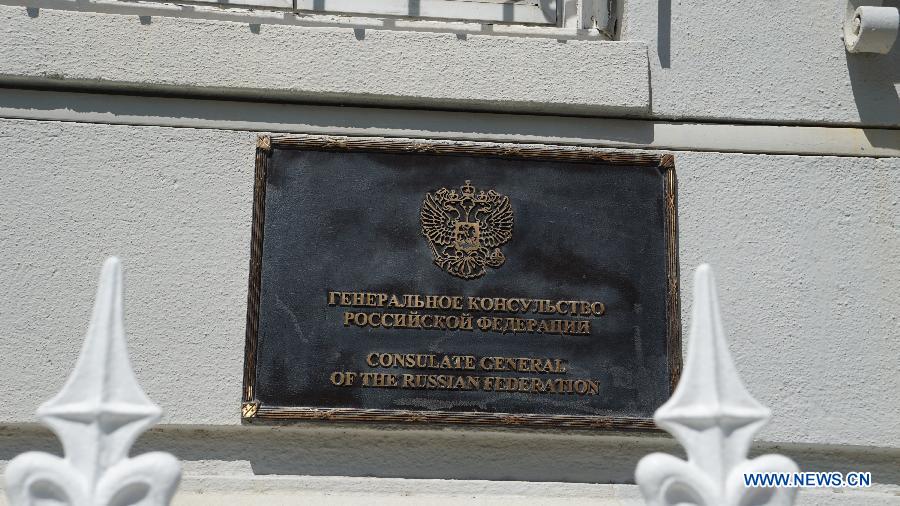 ГЕНЕРАЛЬНОЕ КОНСУЛЬСТВО
РОССИЙСКОЙ ФЕДЕРАЦИИ
CONSULATE GENERAL
OF THE RUSSIAN FEDERATION
WWW.NEWS.CN